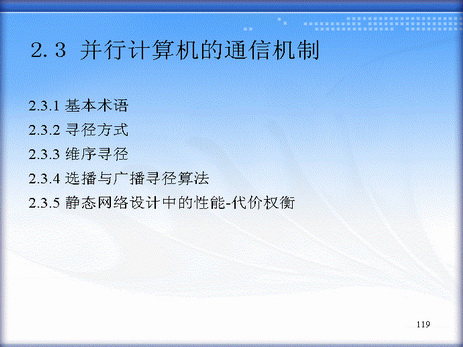 2.3 并行计算机的通信机制
2.3.1 基本术语
2.3.2 寻径方式
2.3.3 维序寻径
2.3.4 选播与广播寻径算法
2.3.5 静态网络设计中的性能-代价权衡
119